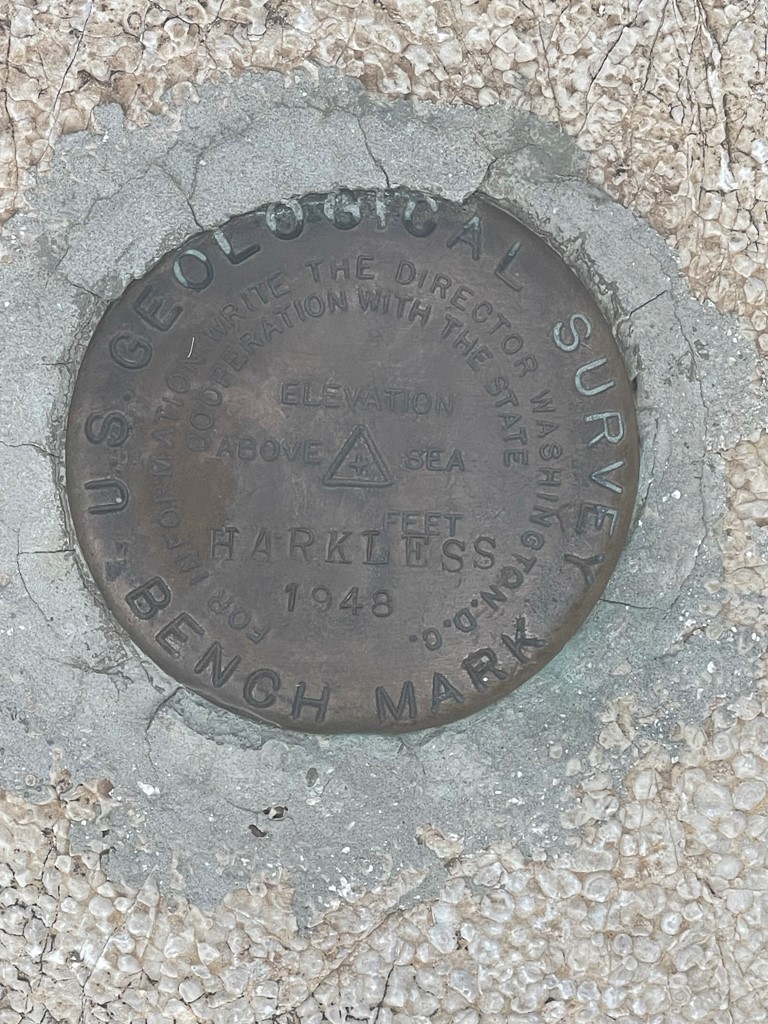 U.S. GEOLOGICAL SURVEY
FOR INFORMATION WRITE THE DIRECTOR WASHINGTON, D.C.
COOPERATION WITH THE STATE
ELEVATION
ABOVE SEA
FEET
HARKLESS
1948
BENCH MARK